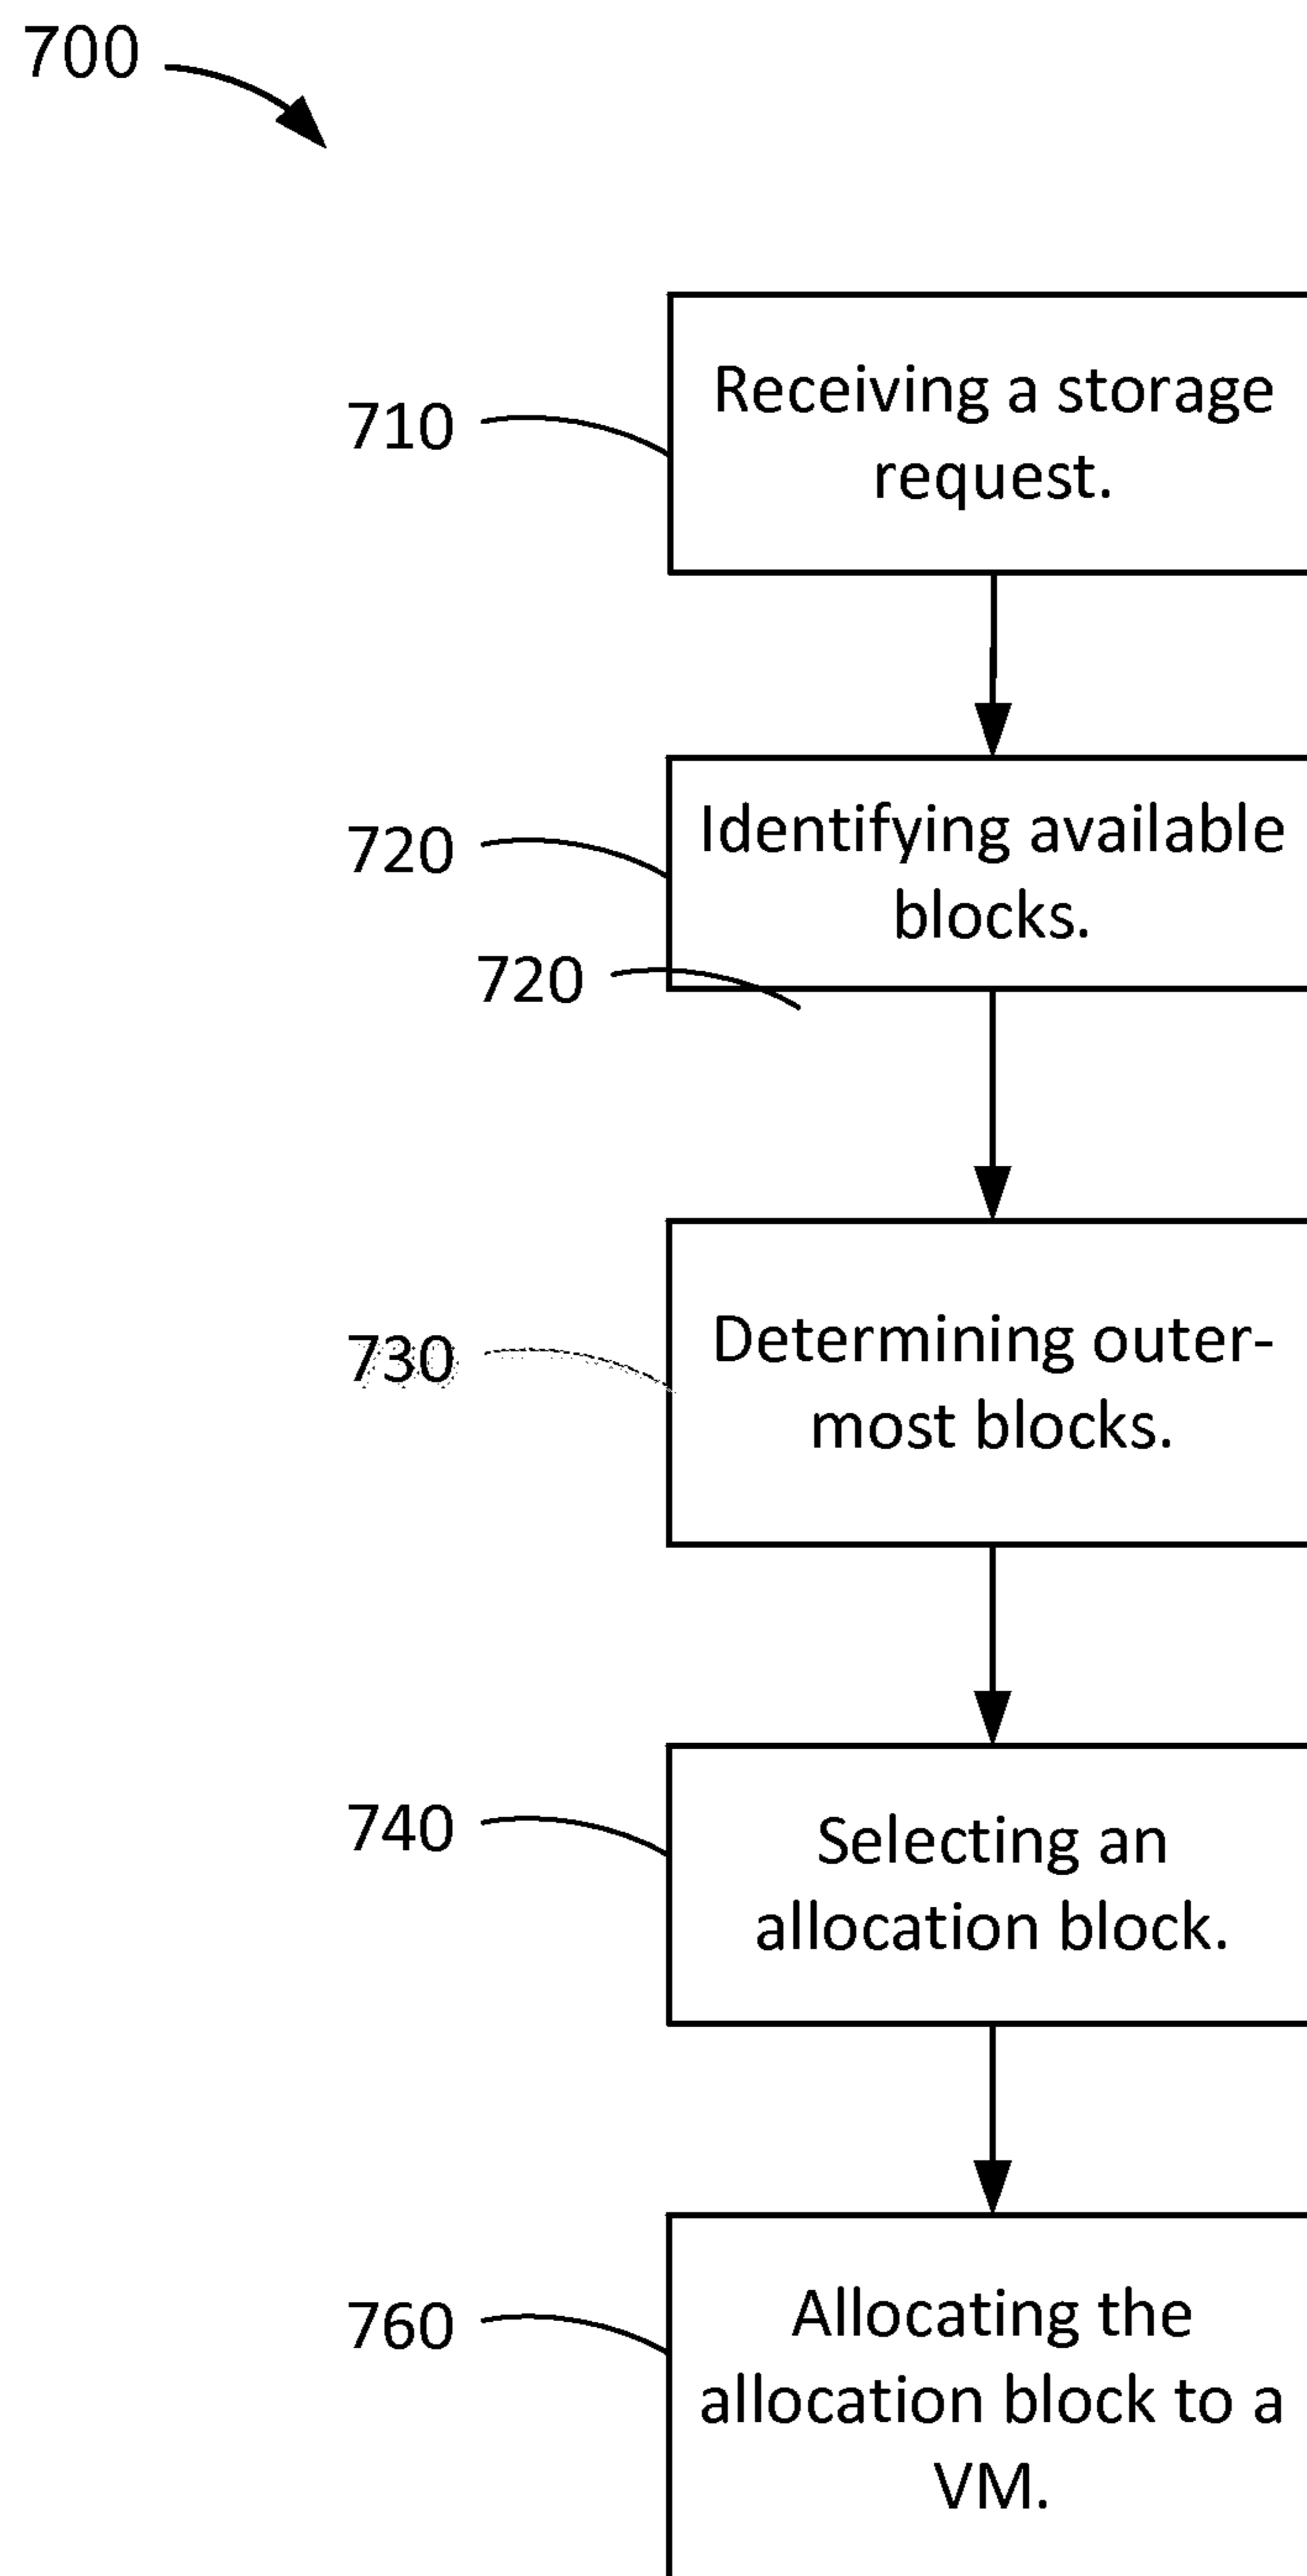 700
710
Receiving a storage
request.
720
Identifying available
blocks.
720
730
Determining outer-
most blocks.
740
Selecting an
allocation block.
760
Allocating the
allocation block to a
VM.